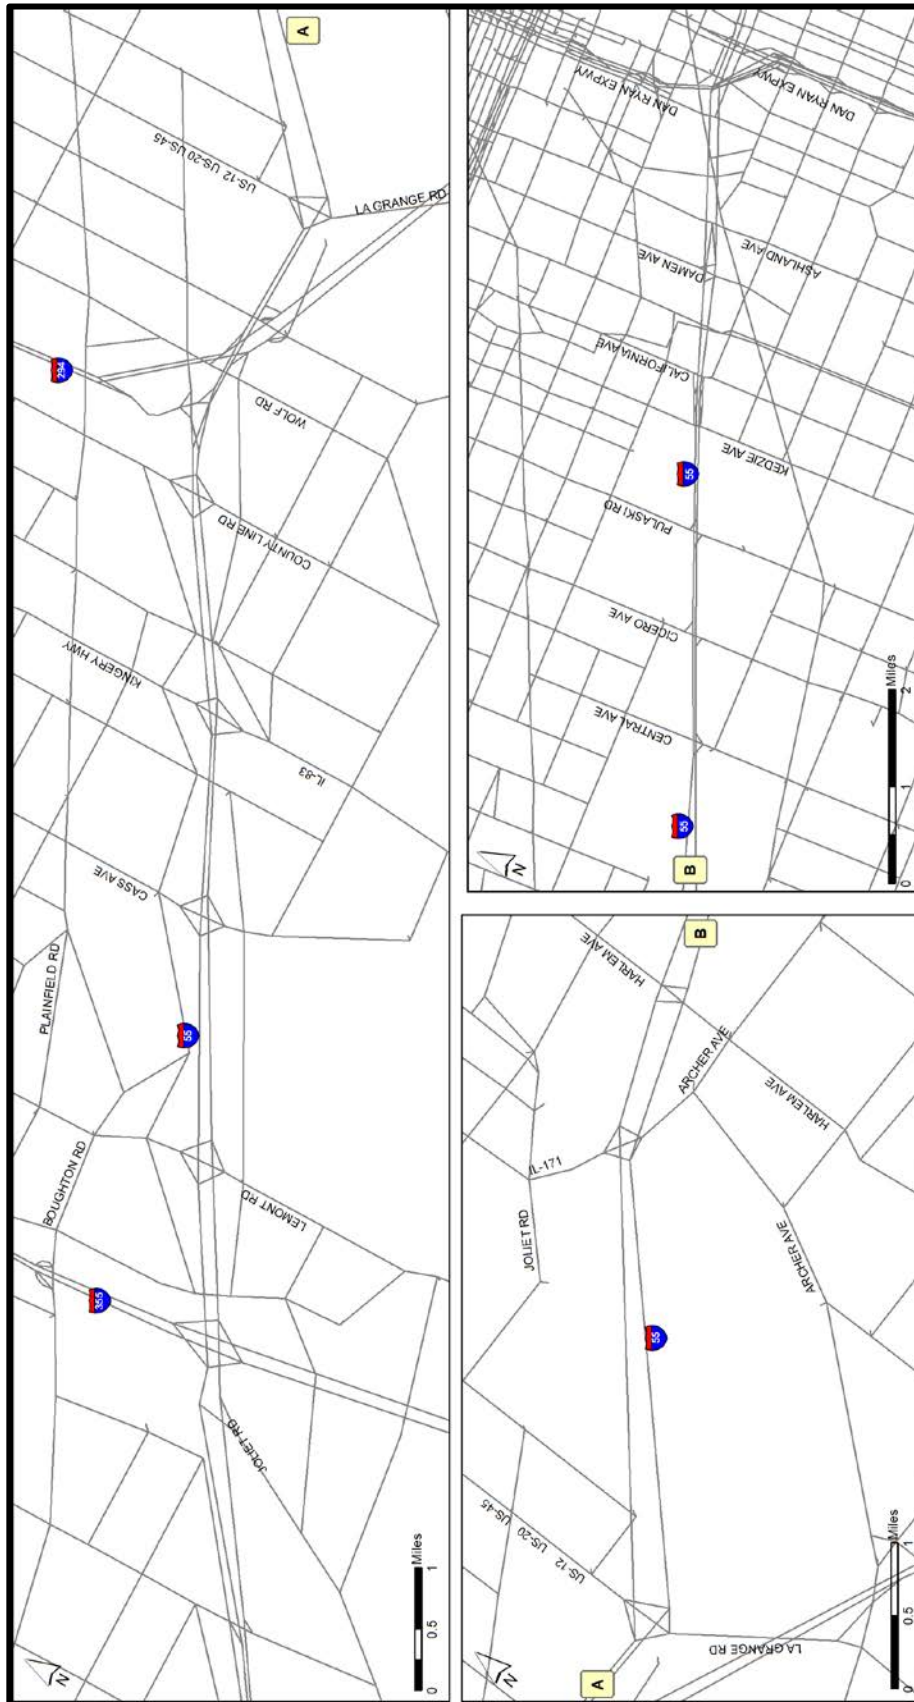 PLAINFIELD RD
BOUGHTON RD
355
55
CASS AVE
KINGERY HWY
294
US-12 US-20 US-45
A
LA GRANGE RD
WOLF RD
COUNTY LINE RD
IL-83
LEMONT RD
JOLIET RD
N
0 0.5 1
Miles
A
US-12 US-20 US-45
LA GRANGE RD
JOLIET RD
IL-171
55
ARCHER AVE
ARCHER AVE
HARLEM AVE
HARLEM AVE
B
N
0 0.5 1
Miles
B
55
CENTRAL AVE
CICERO AVE
PULASKI RD
55
KEDZIE AVE
CALIFORNIA AVE
DAMEN AVE
ASHLAND AVE
DAN RYAN EXPWY
DAN RYAN EXPWY
N
0 1 2
Miles